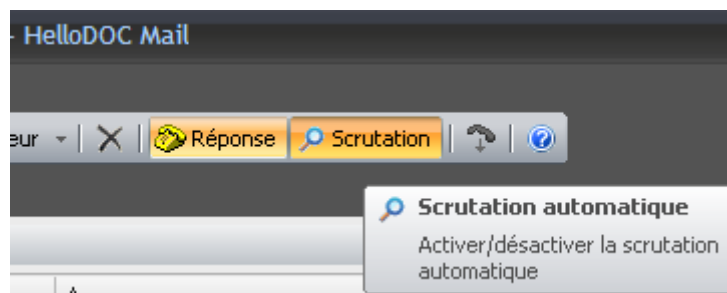 - HelloDOC Mail
eur
Réponse
Scrutation
Scrutation automatique
Activer/désactiver la scrutation
automatique